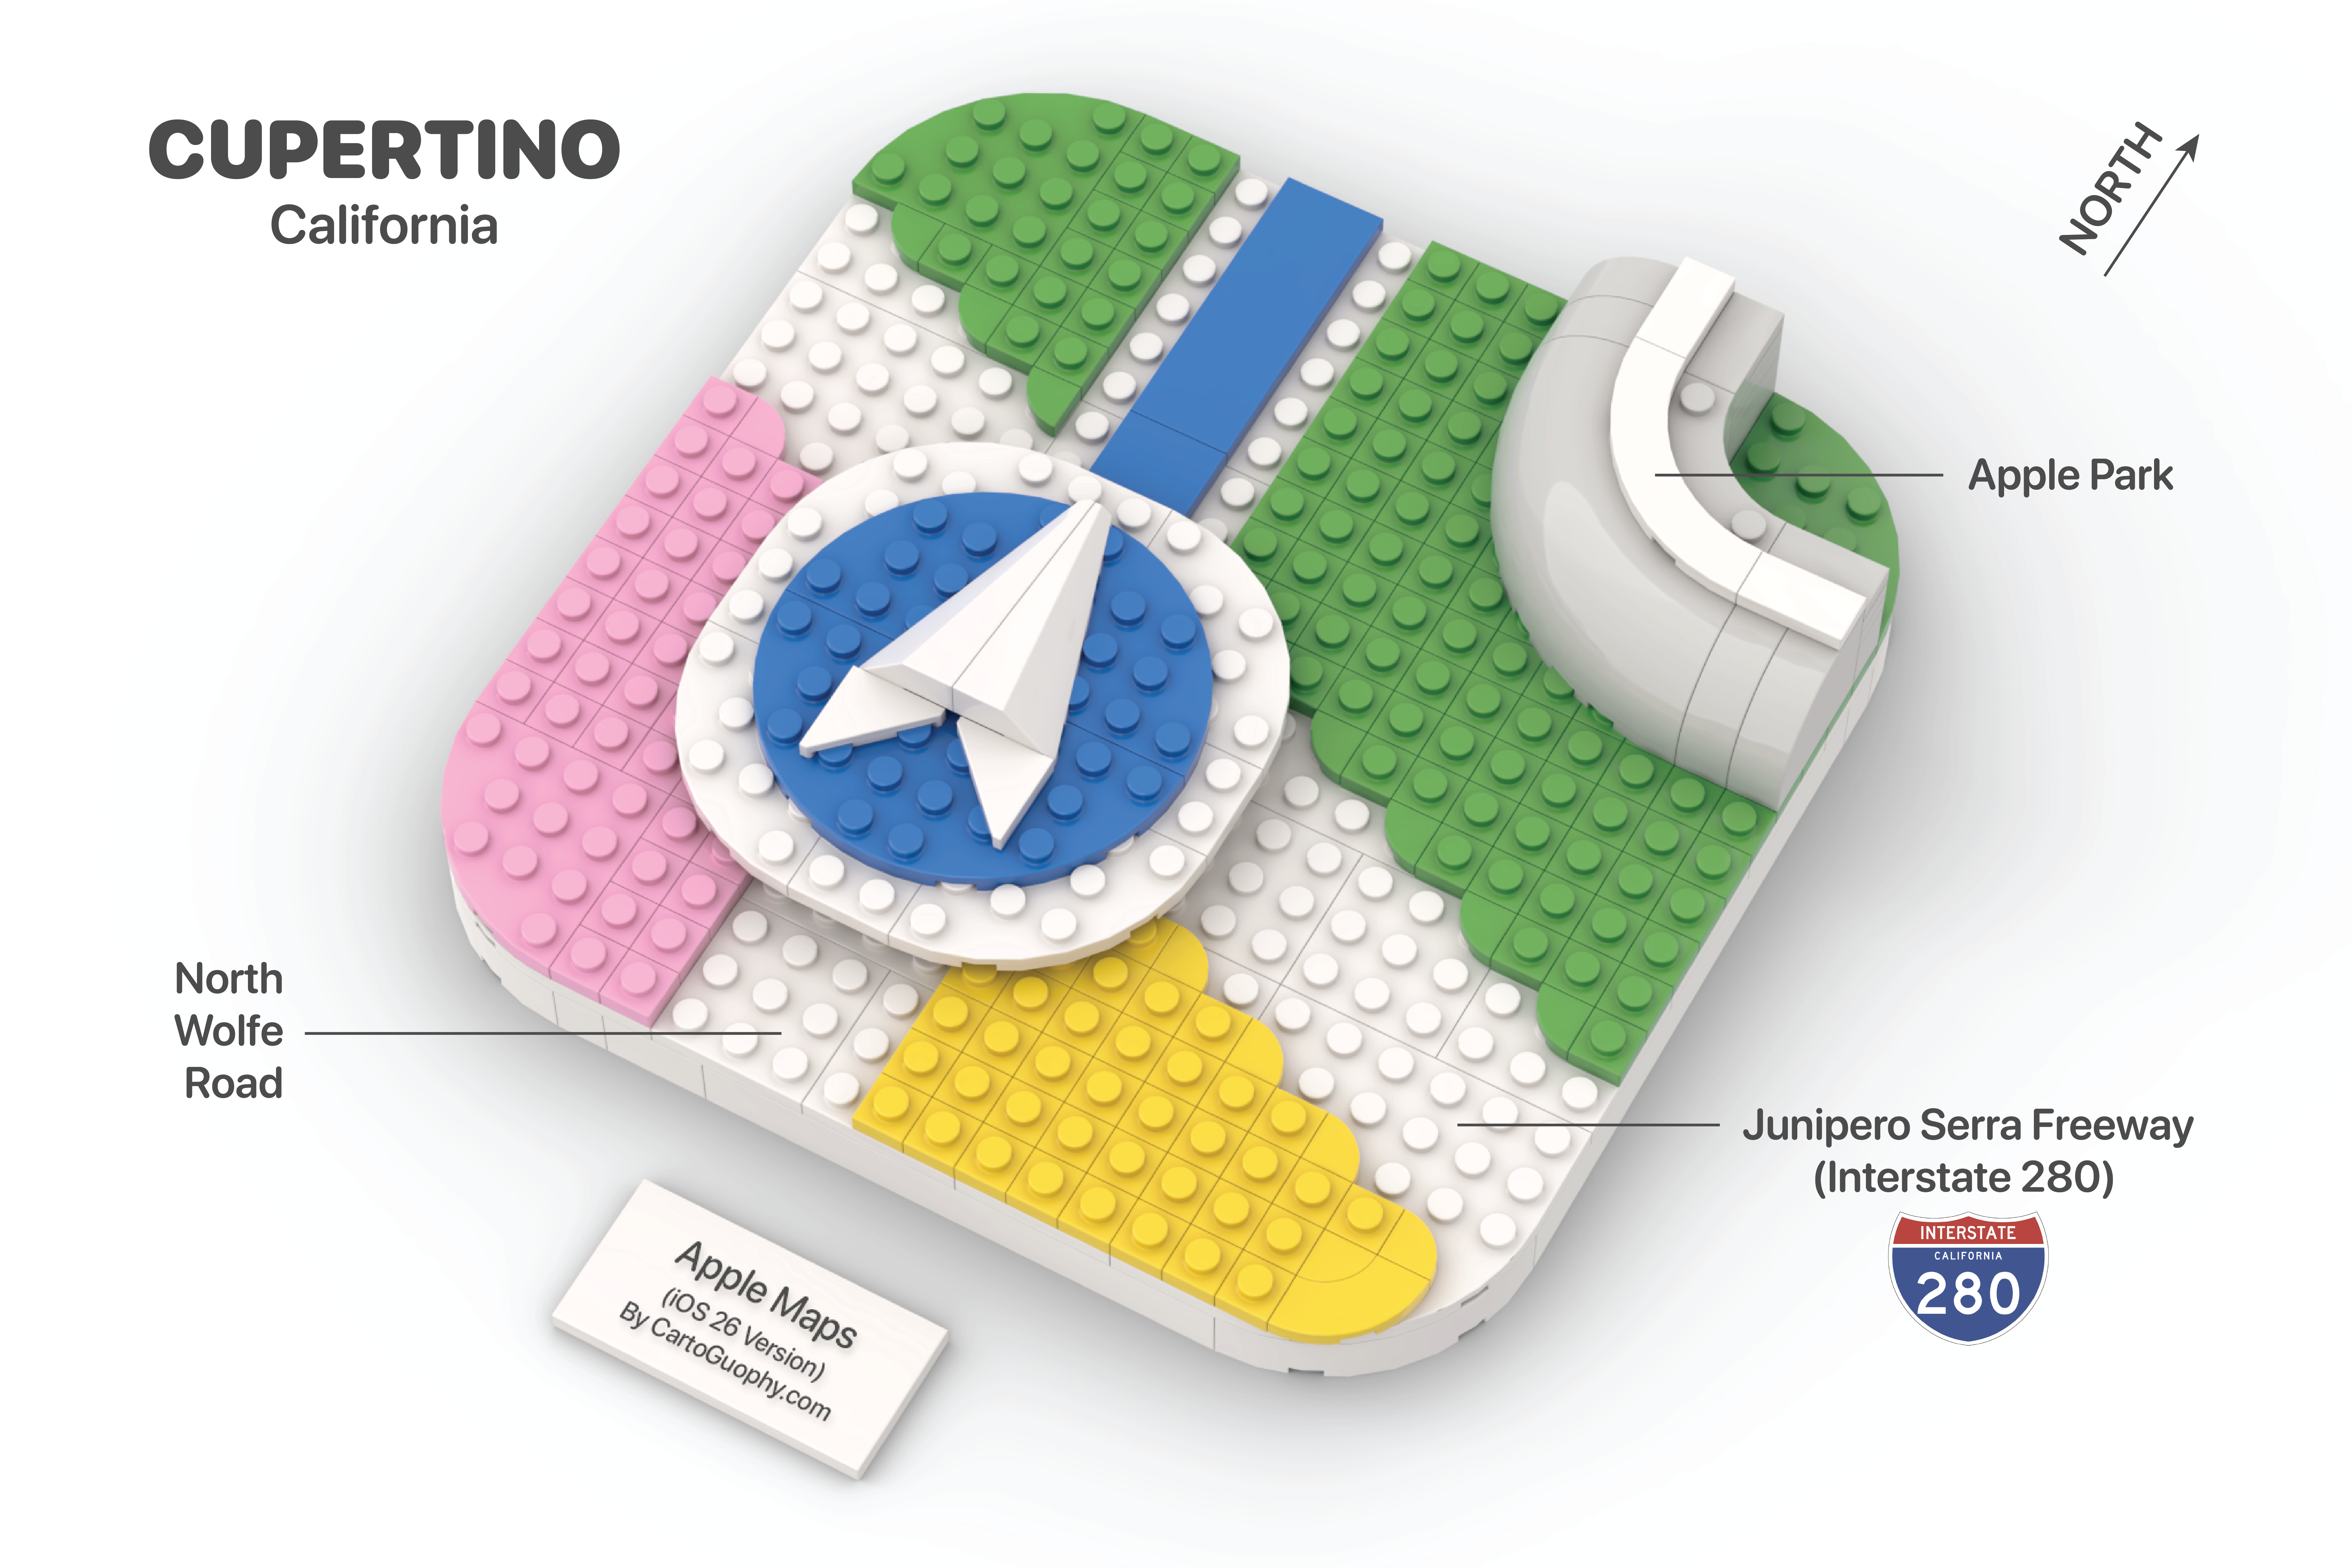 CUPERTINO
California
NORTH
Apple Park
North
Wolfe
Road
Junipero Serra Freeway
(Interstate 280)
INTERSTATE
CALIFORNIA
280
Apple Maps
(iOS 26 Version)
By CartoGuophy.com